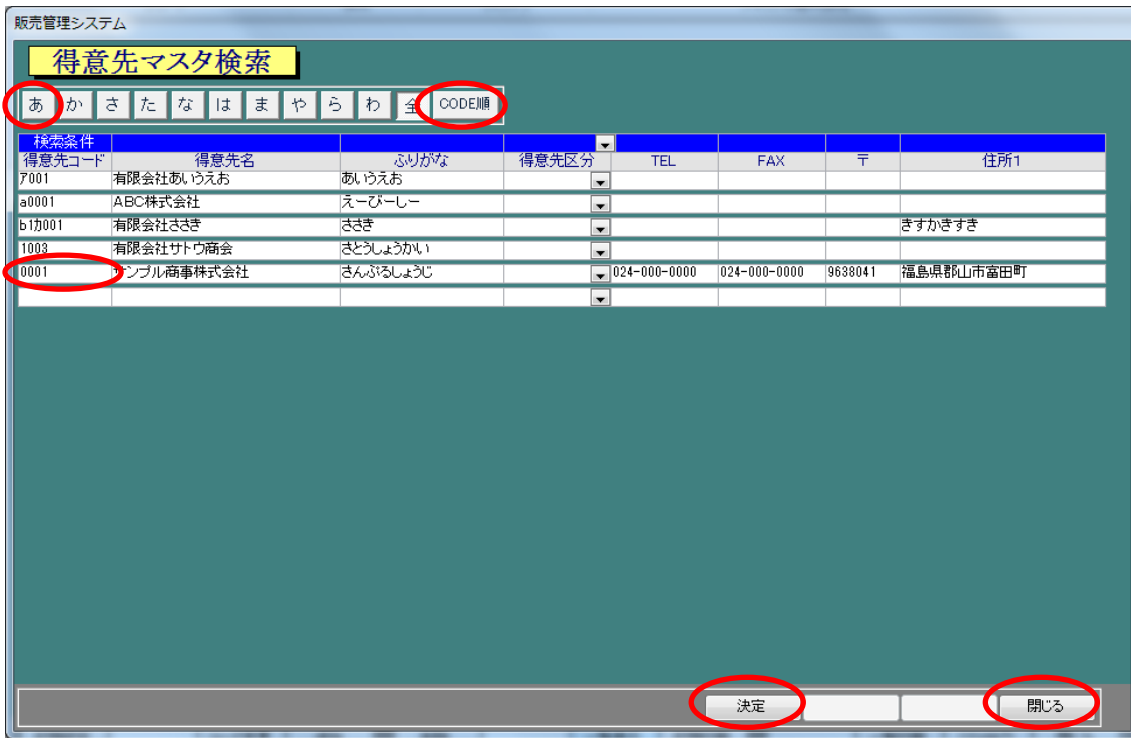 販売管理システム
得意先マスタ検索
あ か さ た な は ま や ら わ 全 CODE順
検索条件
得意先コード 得意先名 ふりがな 得意先区分 TEL FAX 〒 住所1
ｱ001 有限会社あいうえお あいうえお
a0001 ABC株式会社 えーびーしー
b1ｶ001 有限会社ささき ささき きすかきすき
1003 有限会社サトウ商会 さとうしょうかい
0001 サンプル商事株式会社 さんぷるしょうじ 024-000-0000 024-000-0000 9638041 福島県郡山市富田町
決定 閉じる